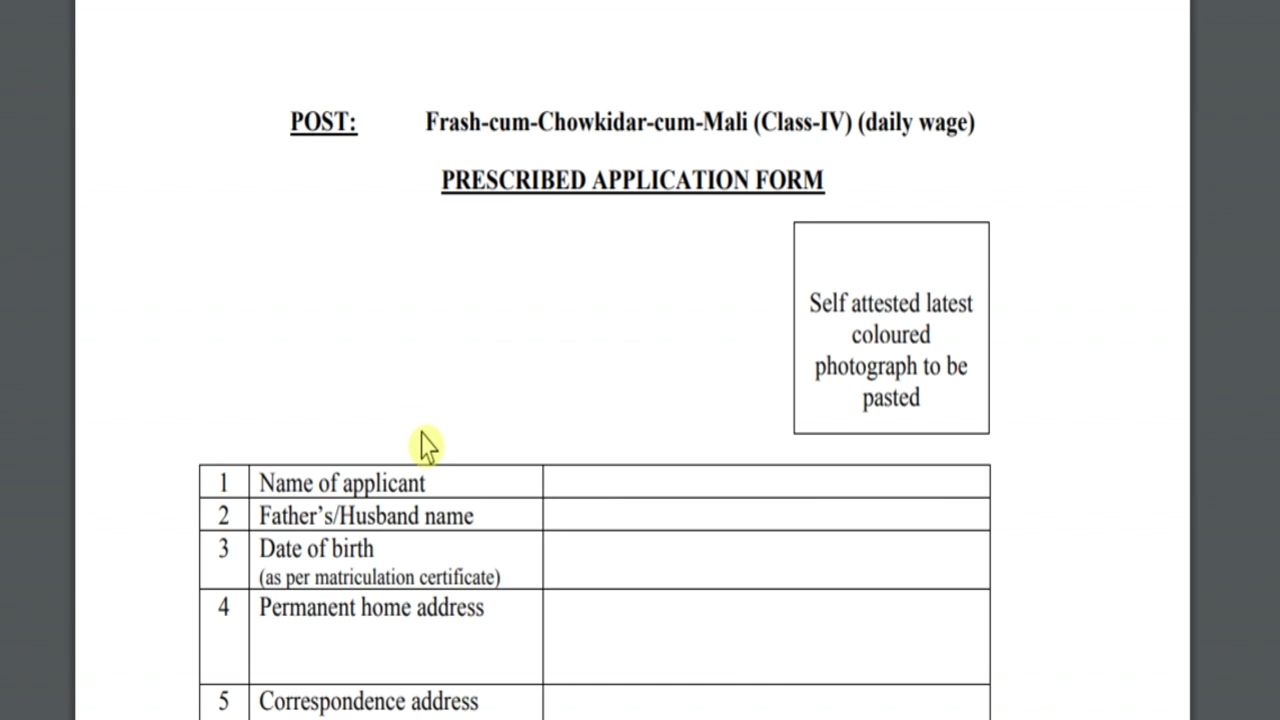 POST: Frash-cum-Chowkidar-cum-Mali (Class-IV) (daily wage)
PRESCRIBED APPLICATION FORM
Self attested latest
coloured
photograph to be
pasted
1 Name of applicant
2 Father’s/Husband name
3 Date of birth
(as per matriculation certificate)
4 Permanent home address
5 Correspondence address